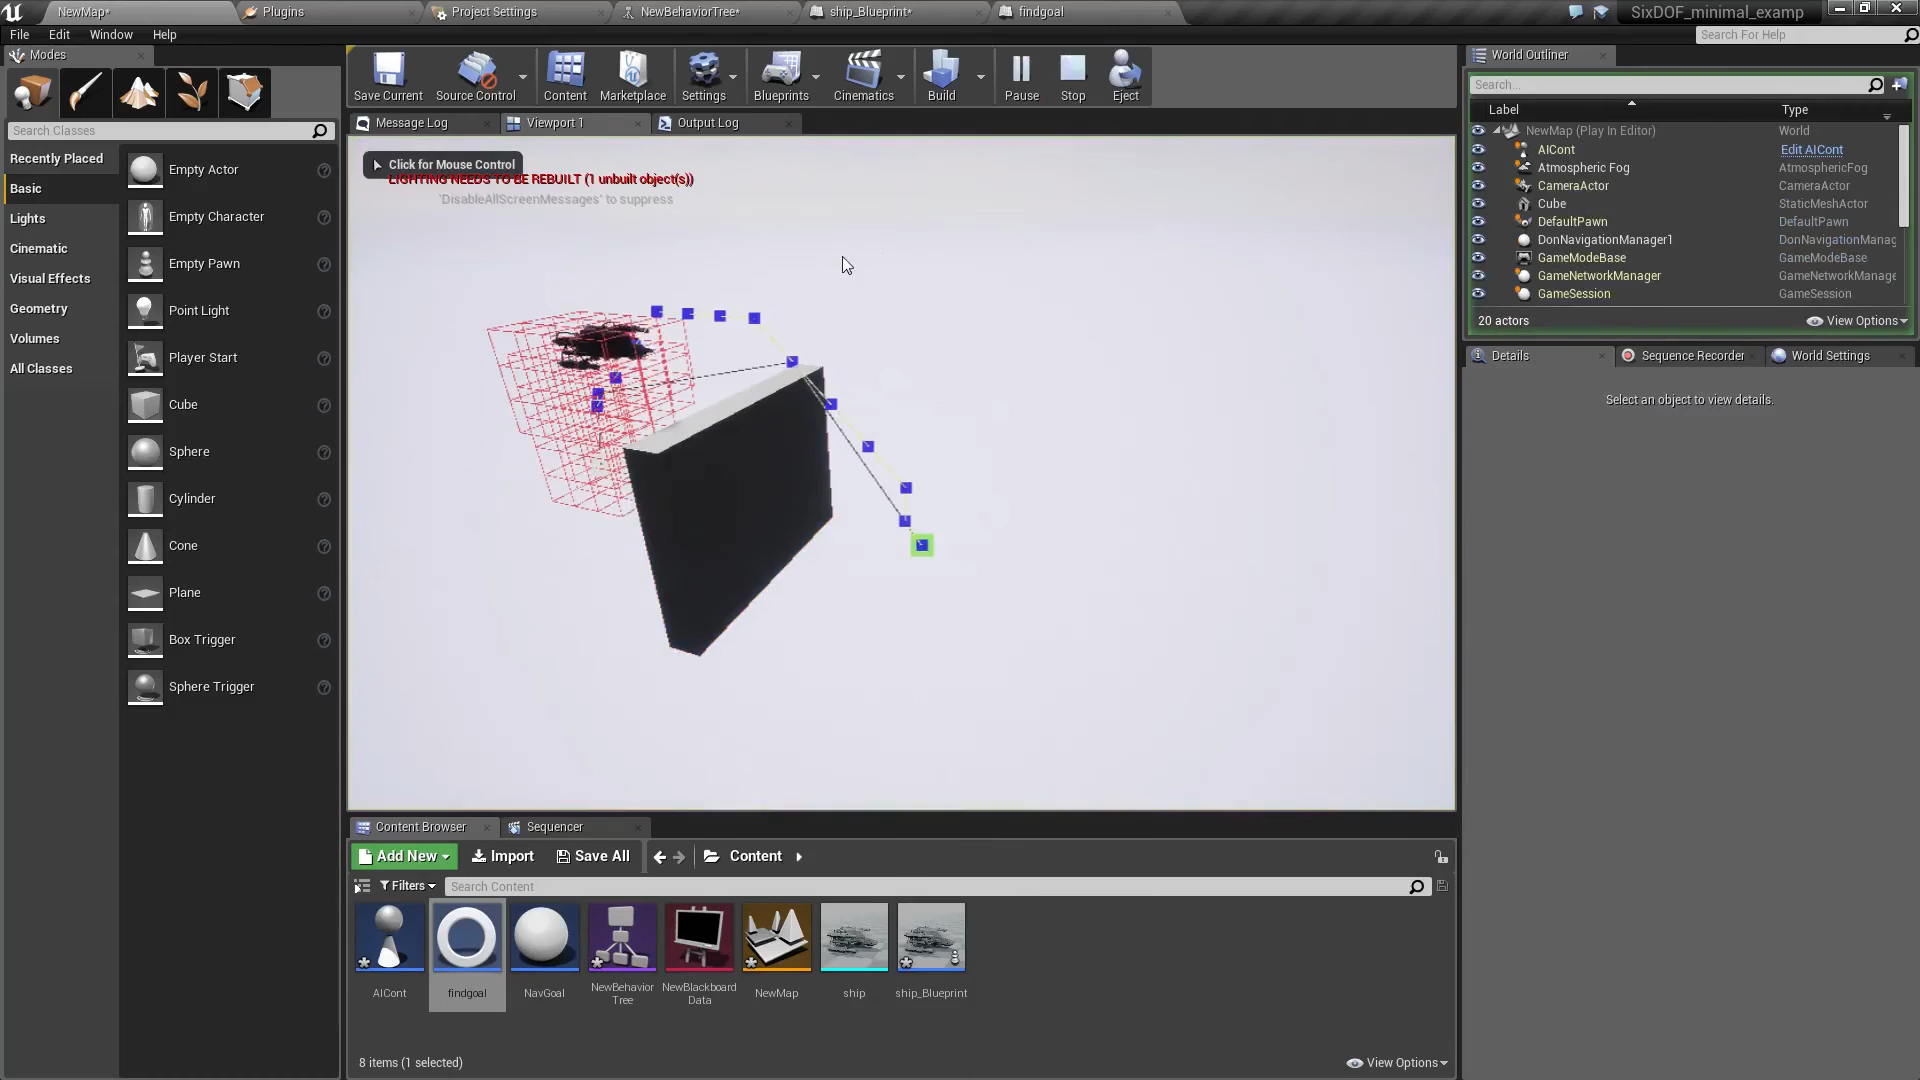 NewMap*
Plugins
Project Settings
NewBehaviorTree*
ship_Blueprint*
findgoal
SixDOF_minimal_examp
File Edit Window Help
Search For Help
Modes
Search Classes
Recently Placed
Basic
Lights
Cinematic
Visual Effects
Geometry
Volumes
All Classes
Empty Actor
Empty Character
Empty Pawn
Point Light
Player Start
Cube
Sphere
Cylinder
Cone
Plane
Box Trigger
Sphere Trigger
Save Current
Source Control
Content
Marketplace
Settings
Blueprints
Cinematics
Build
Pause
Stop
Eject
Message Log
Viewport 1
Output Log
Click for Mouse Control
LIGHTING NEEDS TO BE REBUILT (1 unbuilt object(s))
'DisableAllScreenMessages' to suppress
World Outliner
Search...
Label Type
NewMap (Play In Editor) World
AICont Edit AICont
Atmospheric Fog AtmosphericFog
CameraActor CameraActor
Cube StaticMeshActor
DefaultPawn DefaultPawn
DonNavigationManager1 DonNavigationManag
GameModeBase GameModeBase
GameNetworkManager GameNetworkManage
GameSession GameSession
20 actors
View Options
Details
Sequence Recorder
World Settings
Select an object to view details.
Content Browser
Sequencer
Add New
Import
Save All
Content
Filters
Search Content
AICont
findgoal
NavGoal
NewBehavior
Tree
NewBlackboard
Data
NewMap
ship
ship_Blueprint
8 items (1 selected)
View Options